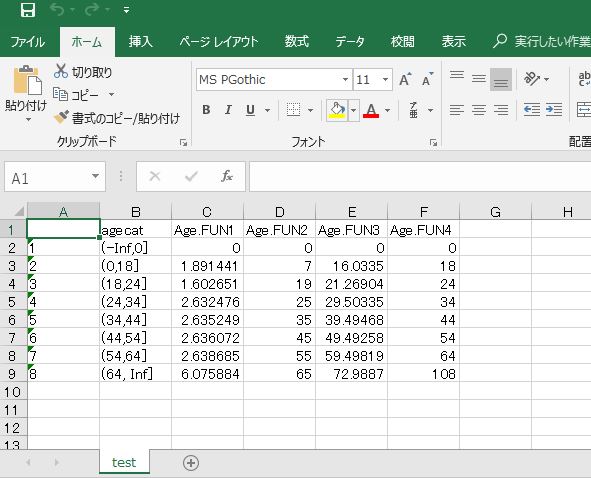 ファイル ホーム 挿入 ページ レイアウト 数式 データ 校閲 表示 実行したい作業
貼り付け
切り取り
コピー
書式のコピー/貼り付け
クリップボード
MS PGothic 11 A A
B I U A 亜
フォント
ab
配置
A1 fx
A B C D E F G H
1 agecat Age.FUN1 Age.FUN2 Age.FUN3 Age.FUN4
2 1 (-Inf,0] 0 0 0 0
3 2 (0,18] 1.891441 7 16.0335 18
4 3 (18,24] 1.602651 19 21.26904 24
5 4 (24,34] 2.632476 25 29.50335 34
6 5 (34,44] 2.635249 35 39.49468 44
7 6 (44,54] 2.636072 45 49.49258 54
8 7 (54,64] 2.638685 55 59.49819 64
9 8 (64, Inf] 6.075884 65 72.9887 108
10
11
12
13
test